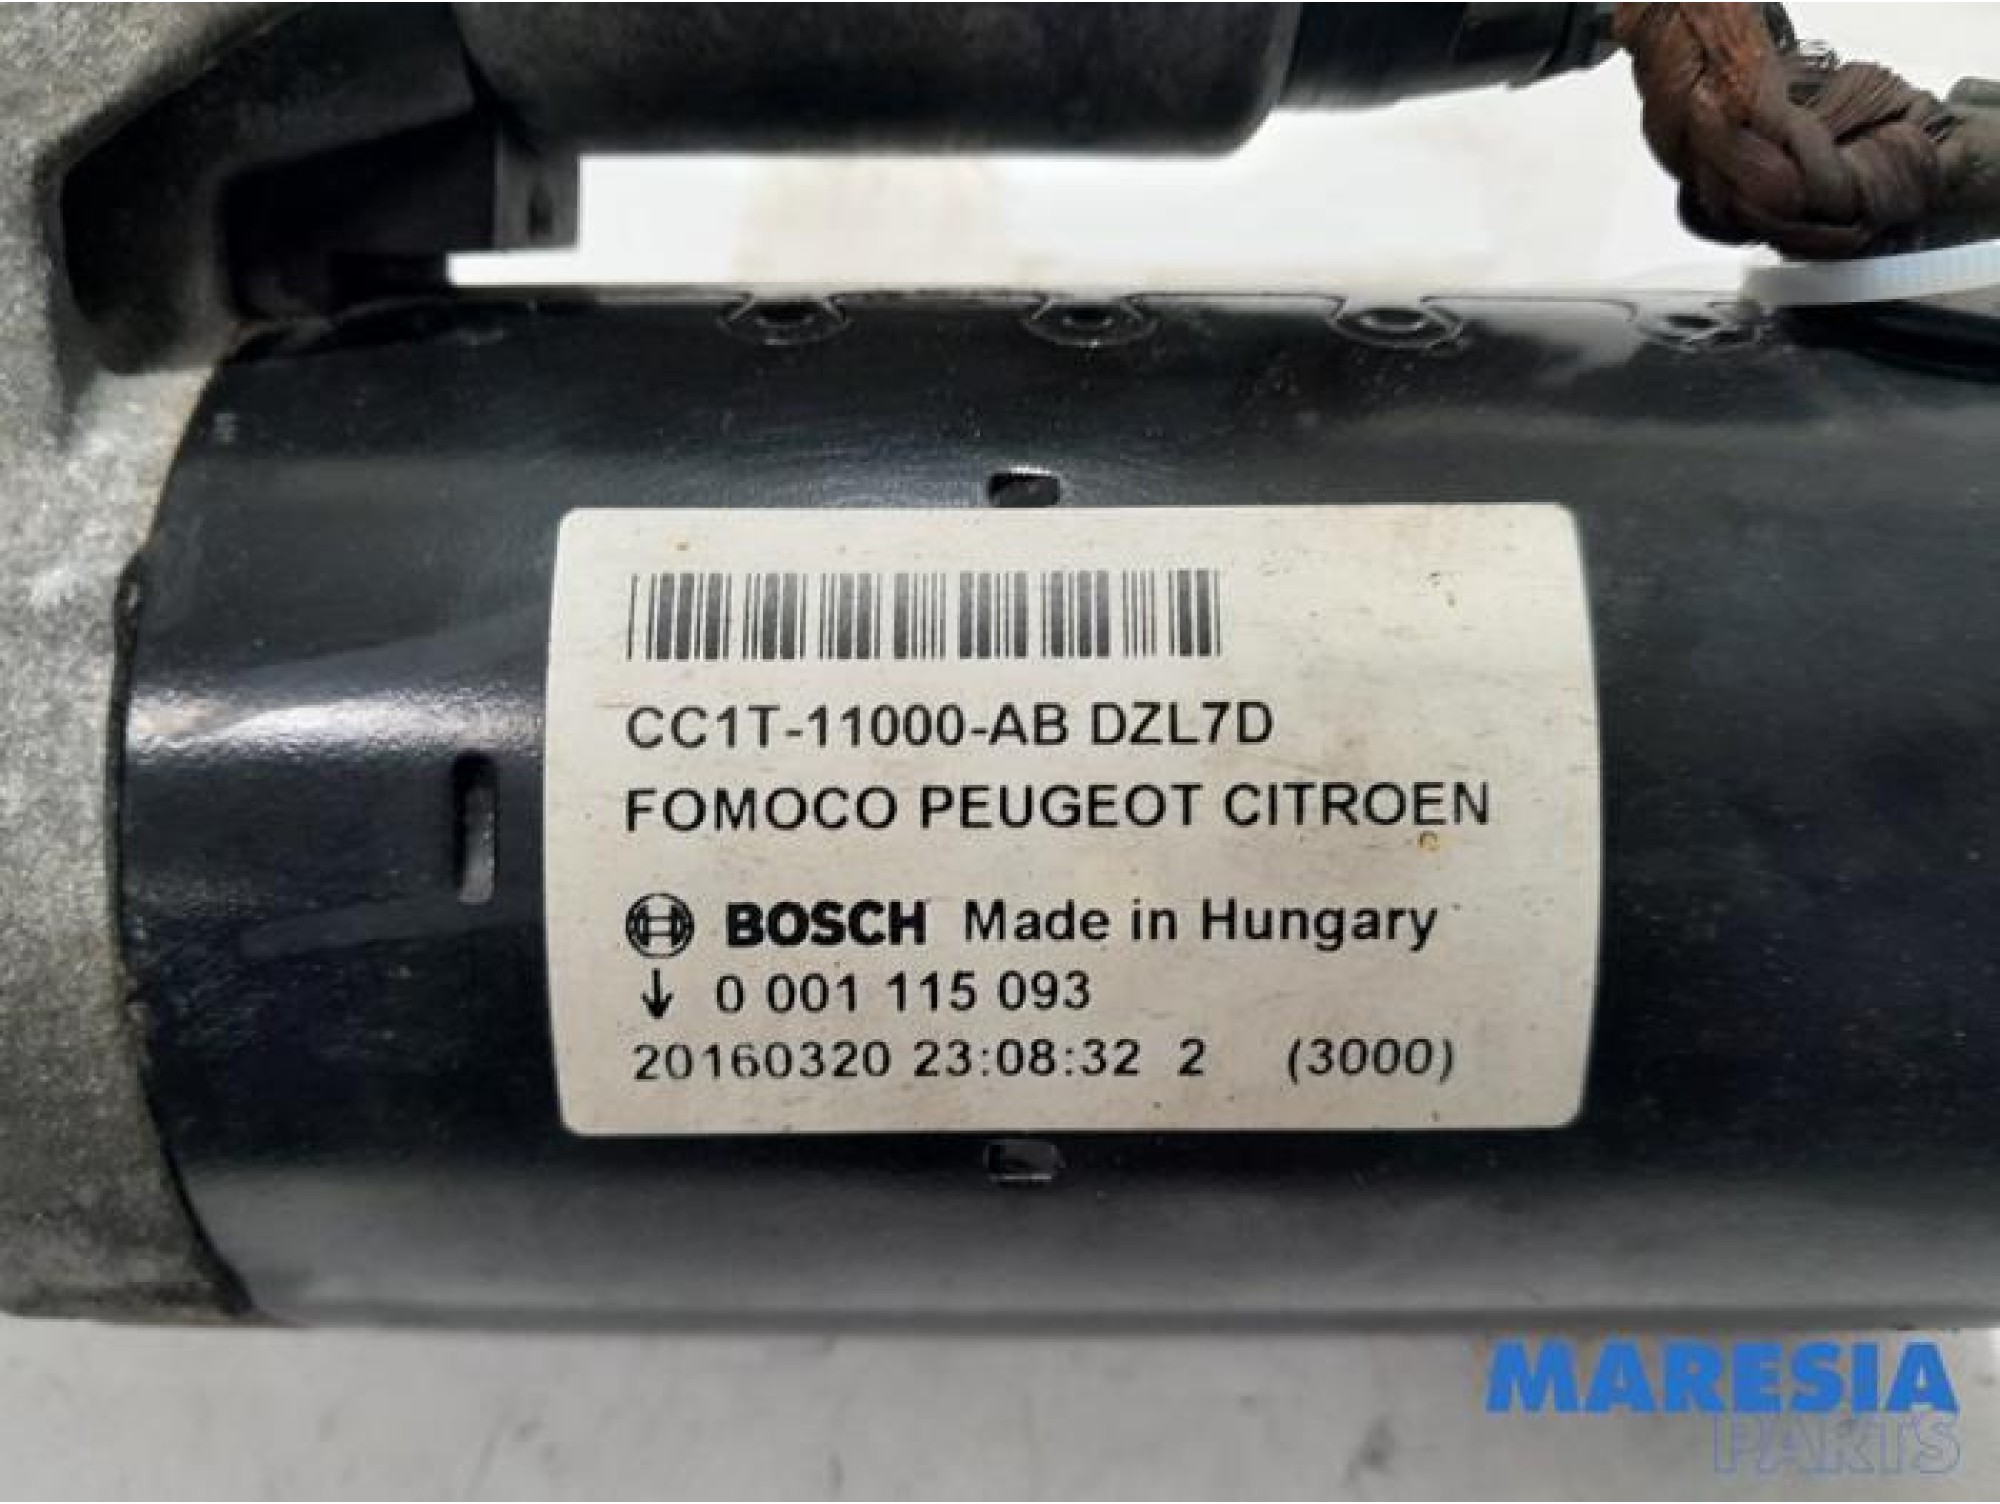 CC1T-11000-AB DZL7D
FOMOCO PEUGEOT CITROEN
BOSCH Made in Hungary
↓ 0 001 115 093
20160320 23:08:32 2 (3000)
MARESIA
PARTS